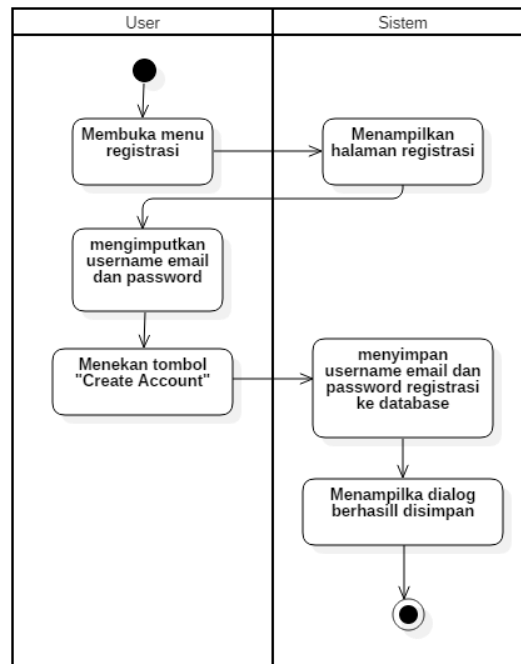 User
Sistem
Membuka menu
registrasi
Menampilkan
halaman registrasi
mengimputkan
username email
dan password
Menekan tombol
"Create Account"
menyimpan
username email dan
password registrasi
ke database
Menampilka dialog
berhasill disimpan